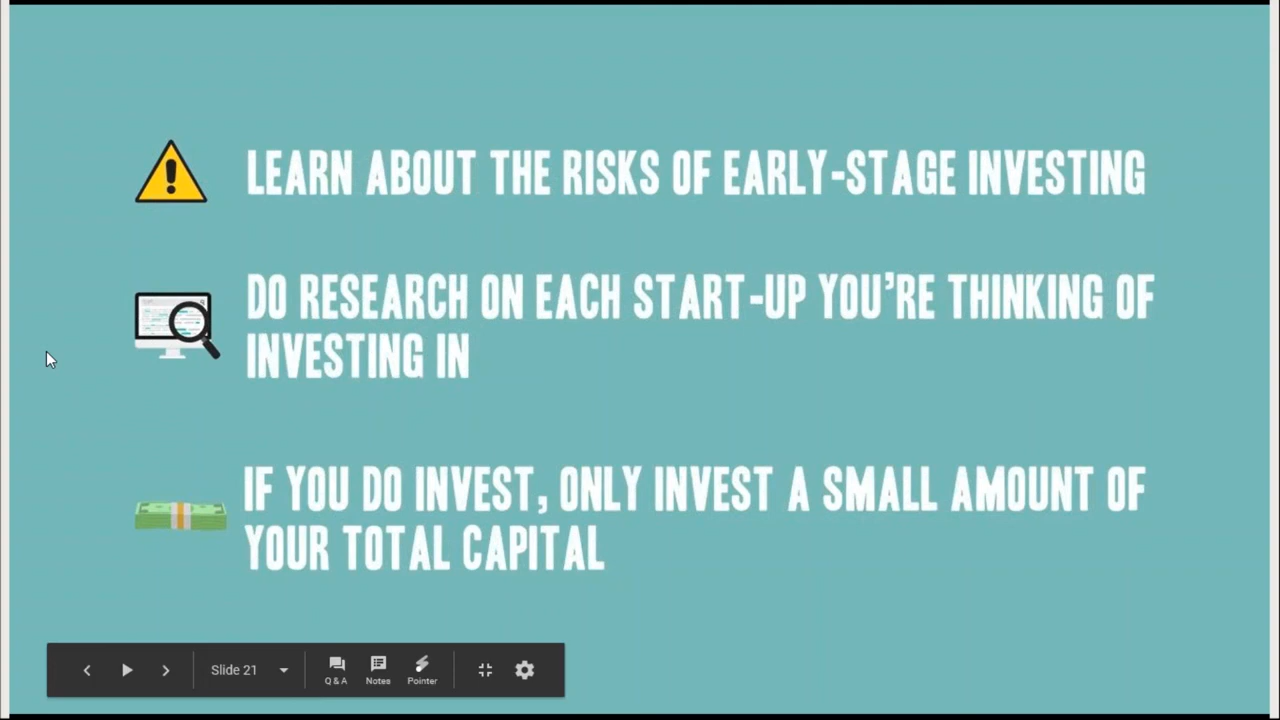 LEARN ABOUT THE RISKS OF EARLY-STAGE INVESTING
DO RESEARCH ON EACH START-UP YOU'RE THINKING OF
INVESTING IN
IF YOU DO INVEST, ONLY INVEST A SMALL AMOUNT OF
YOUR TOTAL CAPITAL
Slide 21
Q & A Notes Pointer